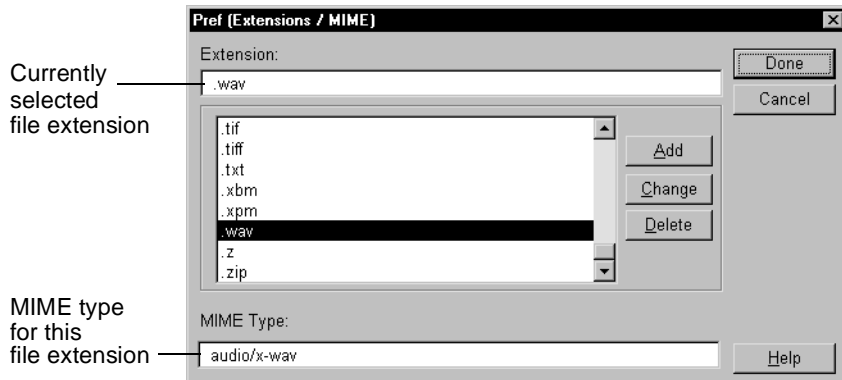 Pref (Extensions / MIME)
Extension:
Currently
selected
file extension
.wav
Done
Cancel
.tif
.tiff
.txt
.xbm
.xpm
.wav
.z
.zip
Add
Change
Delete
MIME type
for this
file extension
MIME Type:
audio/x-wav
Help